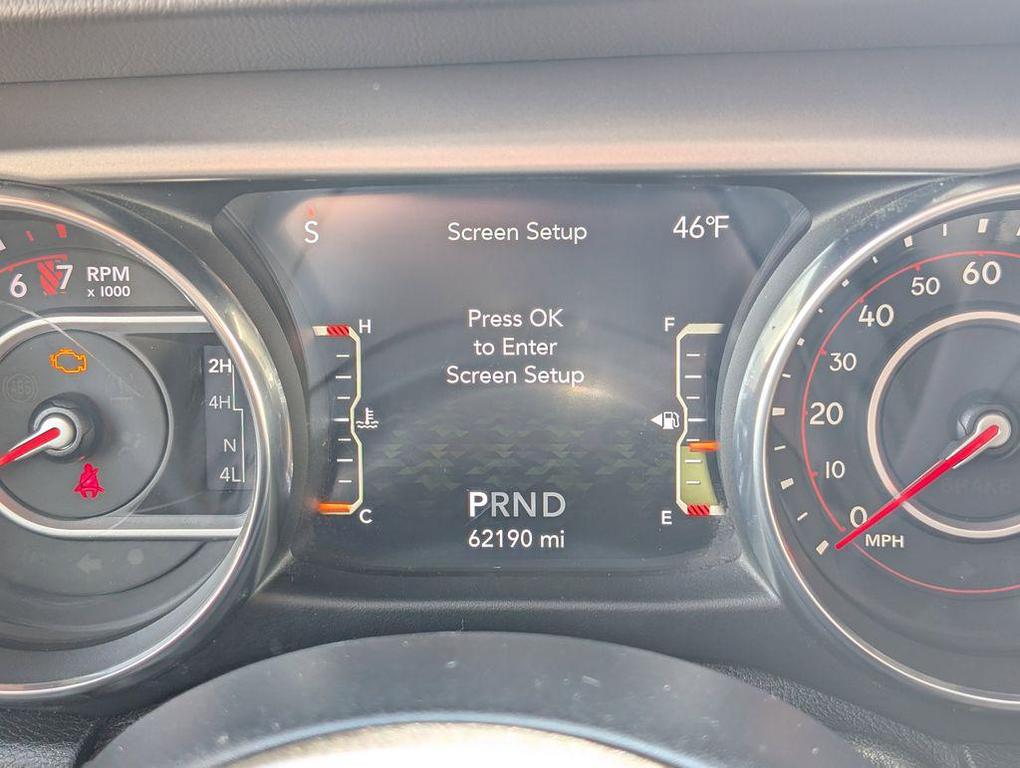 S
Screen Setup
46°F
6
7
RPM
x 1000
H
Press OK
to Enter
Screen Setup
F
60
50
40
30
20
10
0
MPH
ABS
2H
4H
N
4L
C
E
PRND
62190 mi